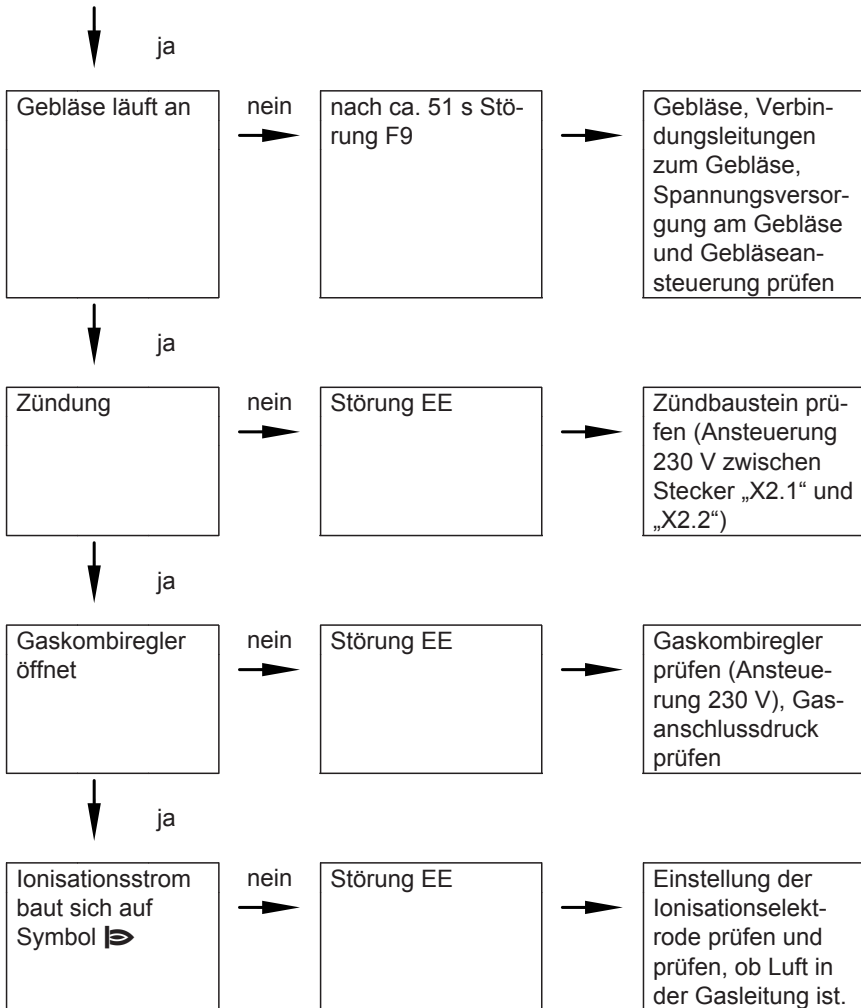 ja
Gebläse läuft an
nein
nach ca. 51 s Stö-
rung F9
Gebläse, Verbin-
dungsleitungen
zum Gebläse,
Spannungsversor-
gung am Gebläse
und Gebläsean-
steuerung prüfen
ja
Zündung
nein
Störung EE
Zündbaustein prü-
fen (Ansteuerung
230 V zwischen
Stecker „X2.1“ und
„X2.2“)
ja
Gaskombiregler
öffnet
nein
Störung EE
Gaskombiregler
prüfen (Ansteue-
rung 230 V), Gas-
anschlussdruck
prüfen
ja
Ionisationsstrom
baut sich auf
Symbol
nein
Störung EE
Einstellung der
Ionisationselekt-
rode prüfen und
prüfen, ob Luft in
der Gasleitung ist.